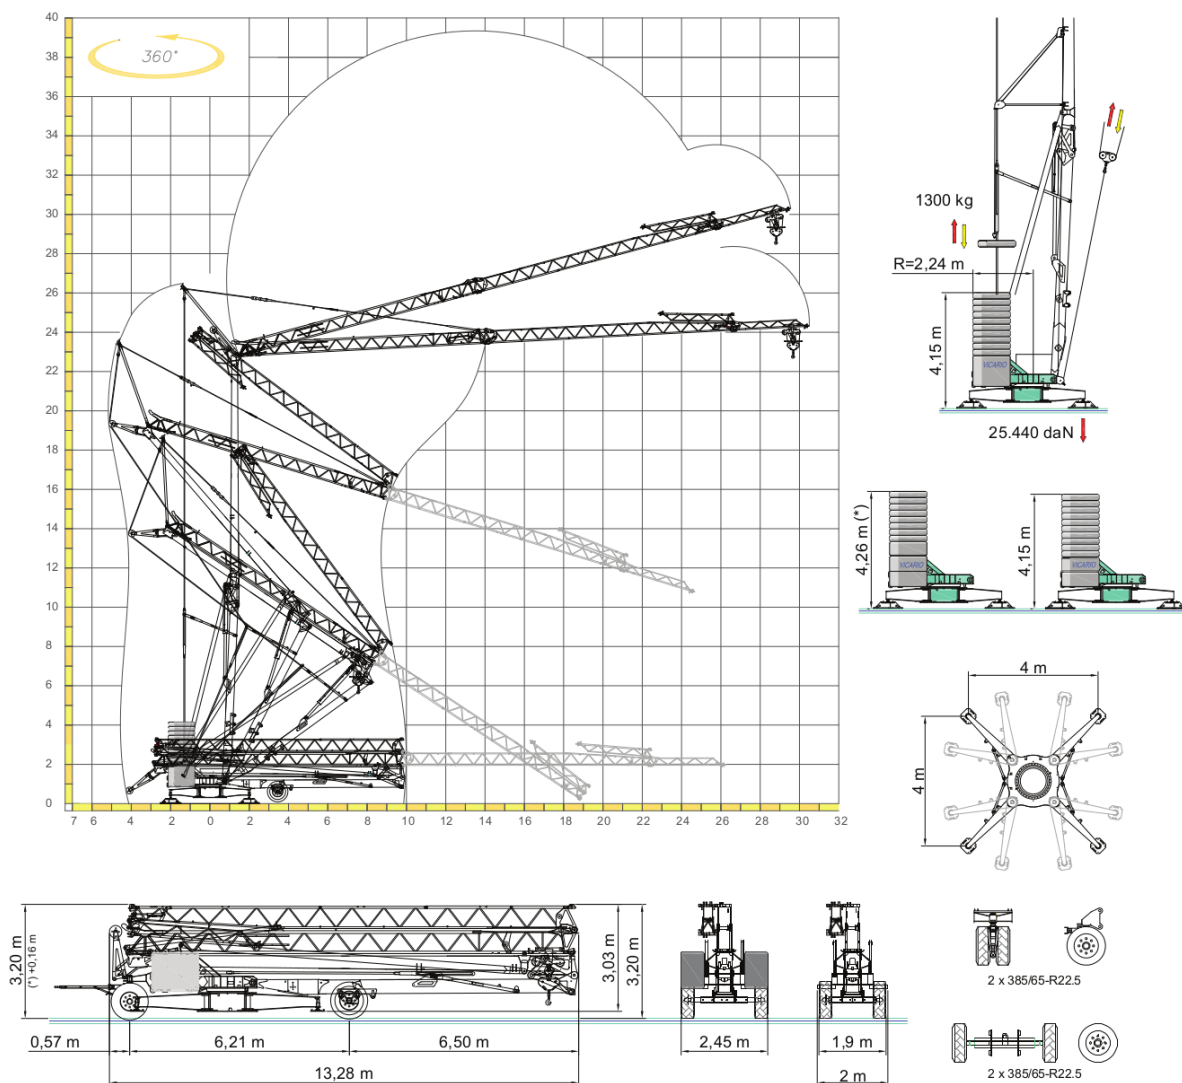 40
38
36
34
32
30
28
26
24
22
20
18
16
14
12
10
8
6
4
2
0
360°
7 6 4 2 0 2 4 6 8 10 12 14 16 18 20 22 24 26 28 30 32
1300 kg
R=2,24 m
4,15 m
VICARIO
25.440 daN
4,26 m (*)
VICARIO
4,15 m
VICARIO
4 m
4 m
3,20 m
(*) +0,16 m
3,03 m
3,20 m
0,57 m
6,21 m
6,50 m
13,28 m
2,45 m
1,9 m
2 m
2 x 385/65-R22.5
2 x 385/65-R22.5